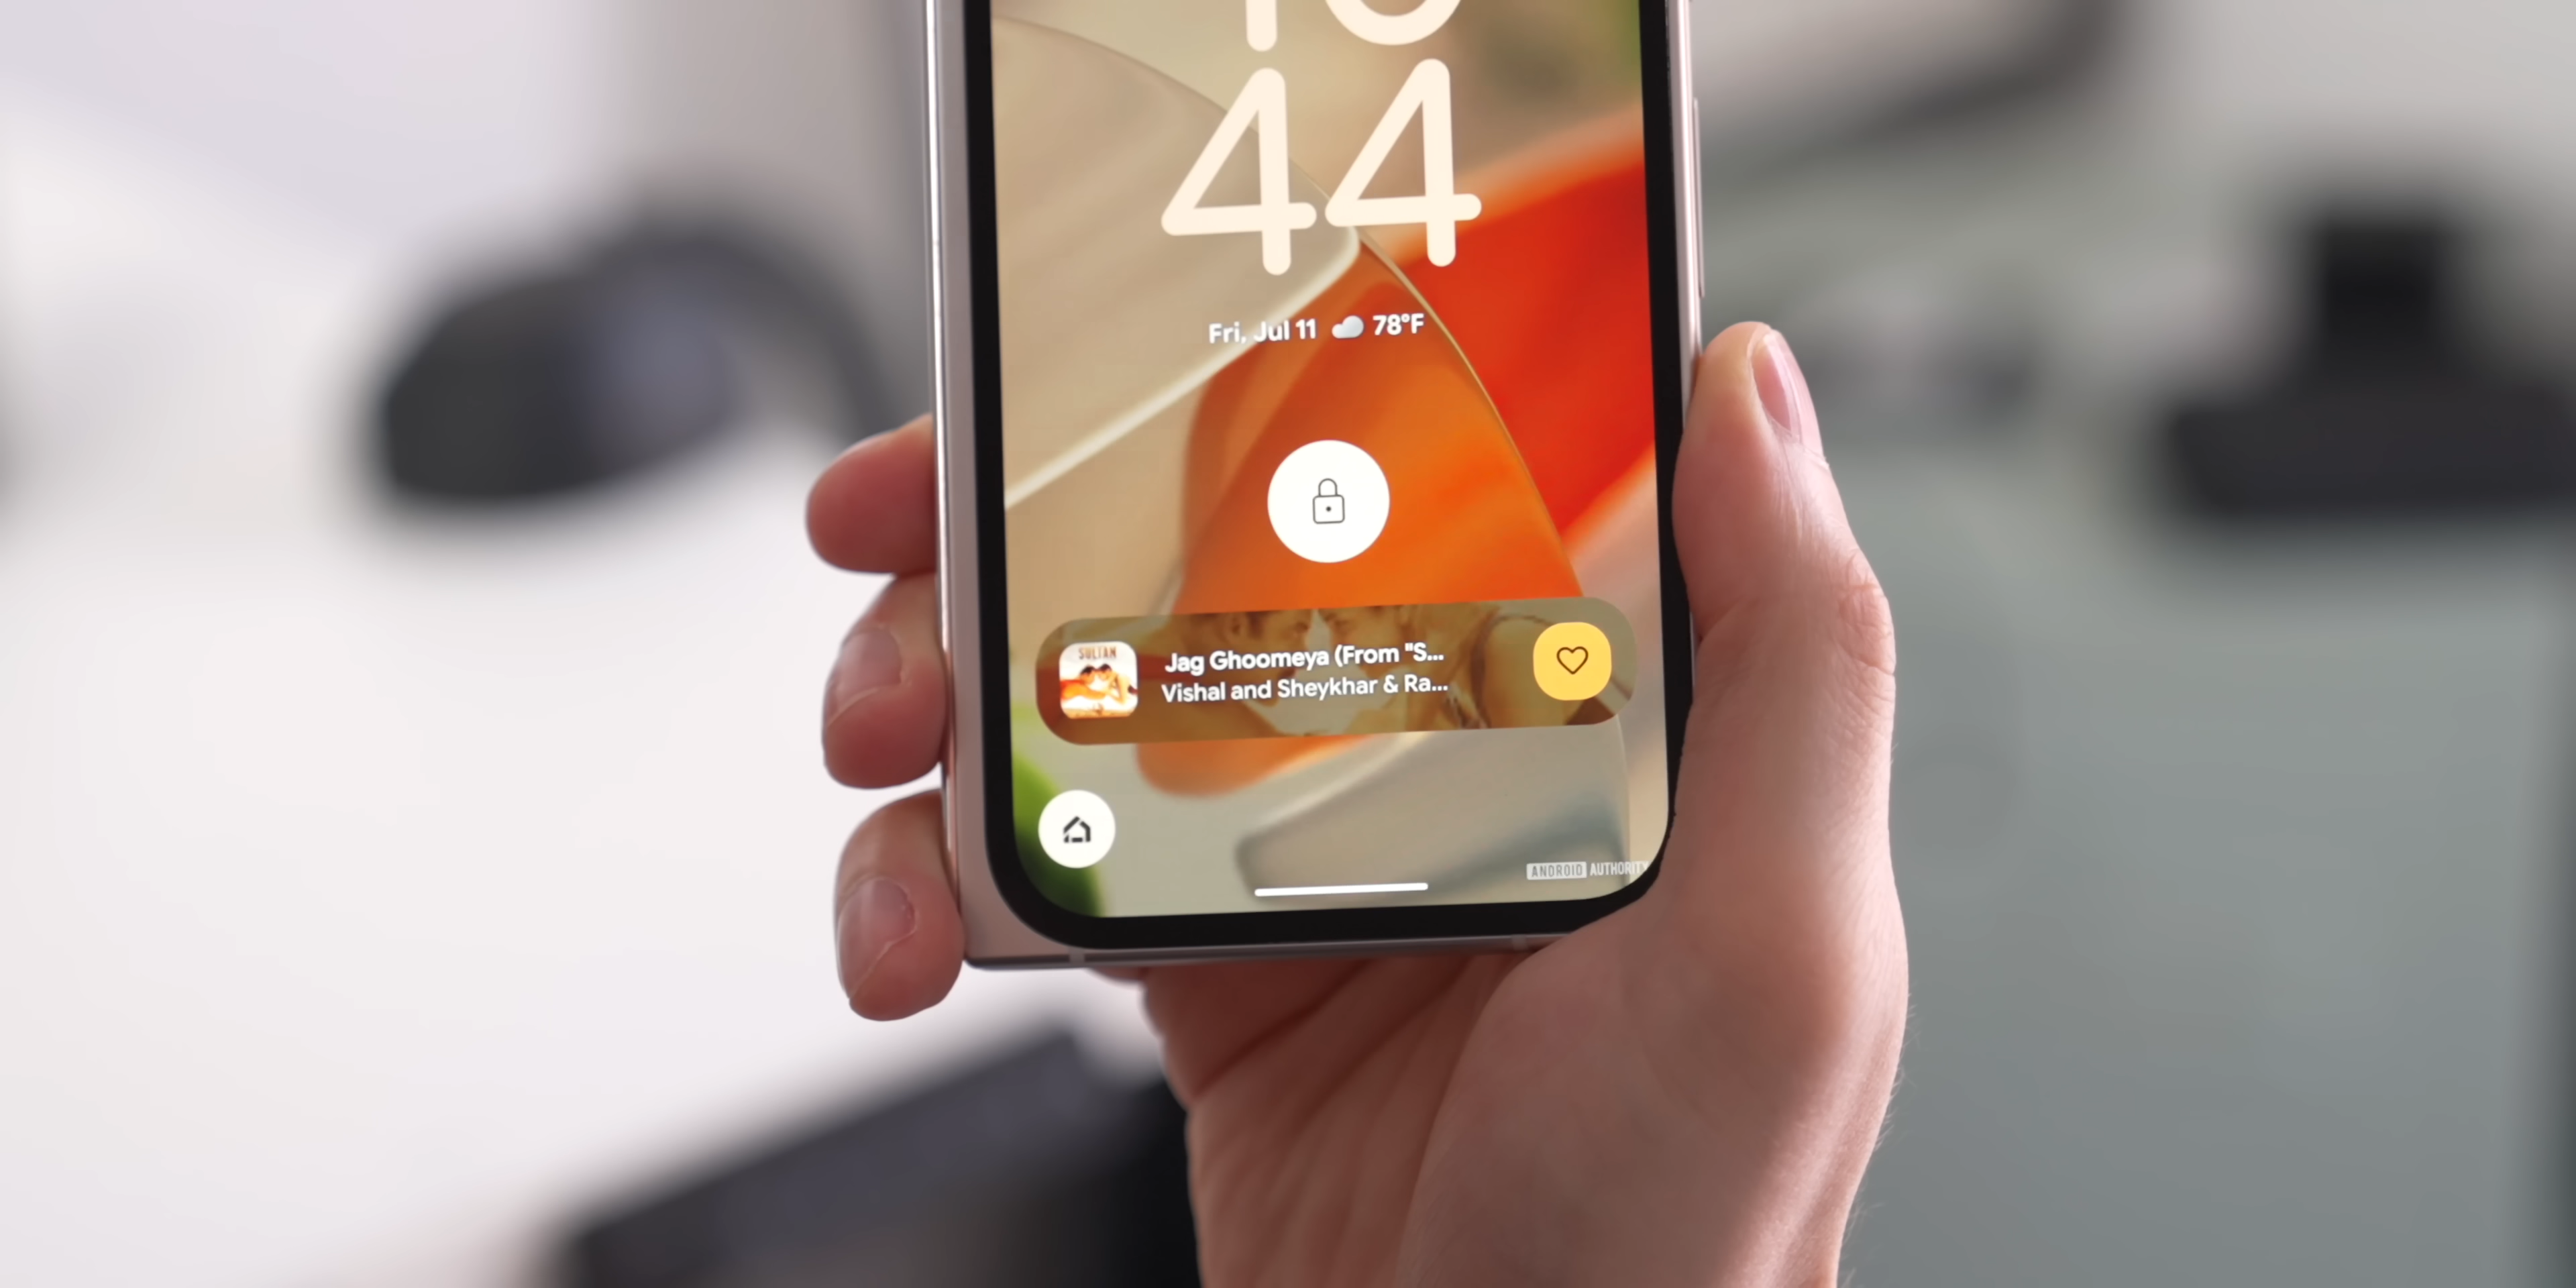 44
Fri, Jul 11 78°F
SULTAN
Jag Ghoomeya (From "S...
Vishal and Sheykhar & Ra...
ANDROID AUTHORITY